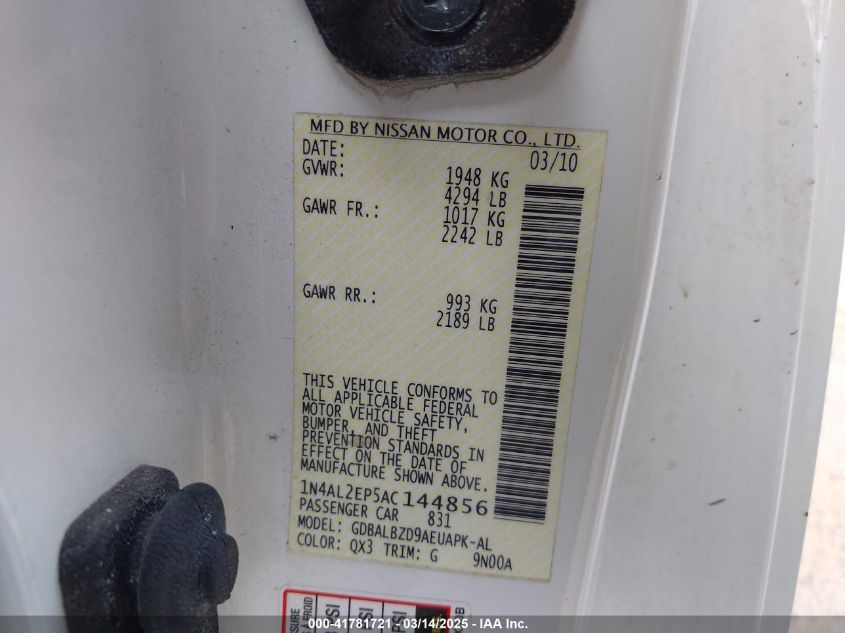 MFD BY NISSAN MOTOR CO., LTD.
DATE: 03/10
GVWR: 1948 KG
4294 LB
GAWR FR.: 1017 KG
2242 LB
GAWR RR.: 993 KG
2189 LB
THIS VEHICLE CONFORMS TO
ALL APPLICABLE FEDERAL
MOTOR VEHICLE SAFETY,
BUMPER, AND THEFT
PREVENTION STANDARDS IN
EFFECT ON THE DATE OF
MANUFACTURE SHOWN ABOVE.
1N4AL2EP5AC144856
PASSENGER CAR 831
MODEL: GDBALBZD9AEUAPK-AL
COLOR: QX3 TRIM: G 9N00A
000-41781721 - 03/14/2025 - IAA Inc.